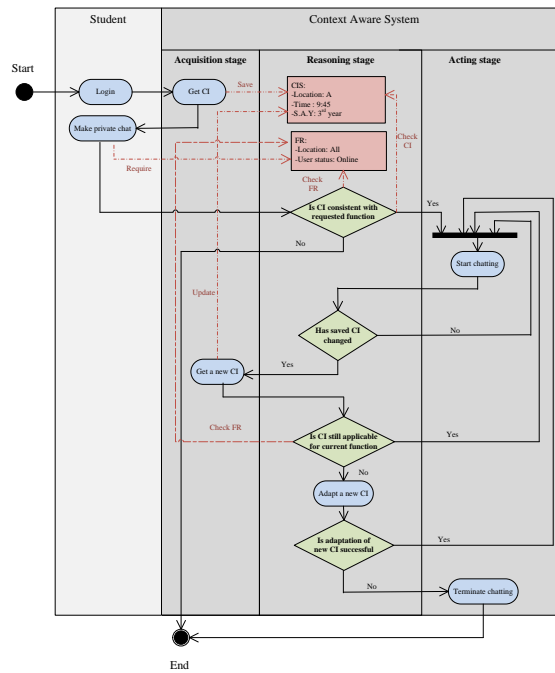 Student
Context Aware System
Acquisition stage
Reasoning stage
Acting stage
Start
Login
Get CI
Save
CIS:
-Location: A
-Time : 9:45
-S.A.Y: 3rd year
Make private chat
FR:
-Location: All
-User status: Online
Check
CI
Require
Check
FR
Is CI consistent with
requested function
Yes
No
Start chatting
Update
Has saved CI
changed
No
Yes
Get a new CI
Check FR
Is CI still applicable
for current function
Yes
No
Adapt a new CI
Is adaptation of
new CI successful
Yes
No
Terminate chatting
End